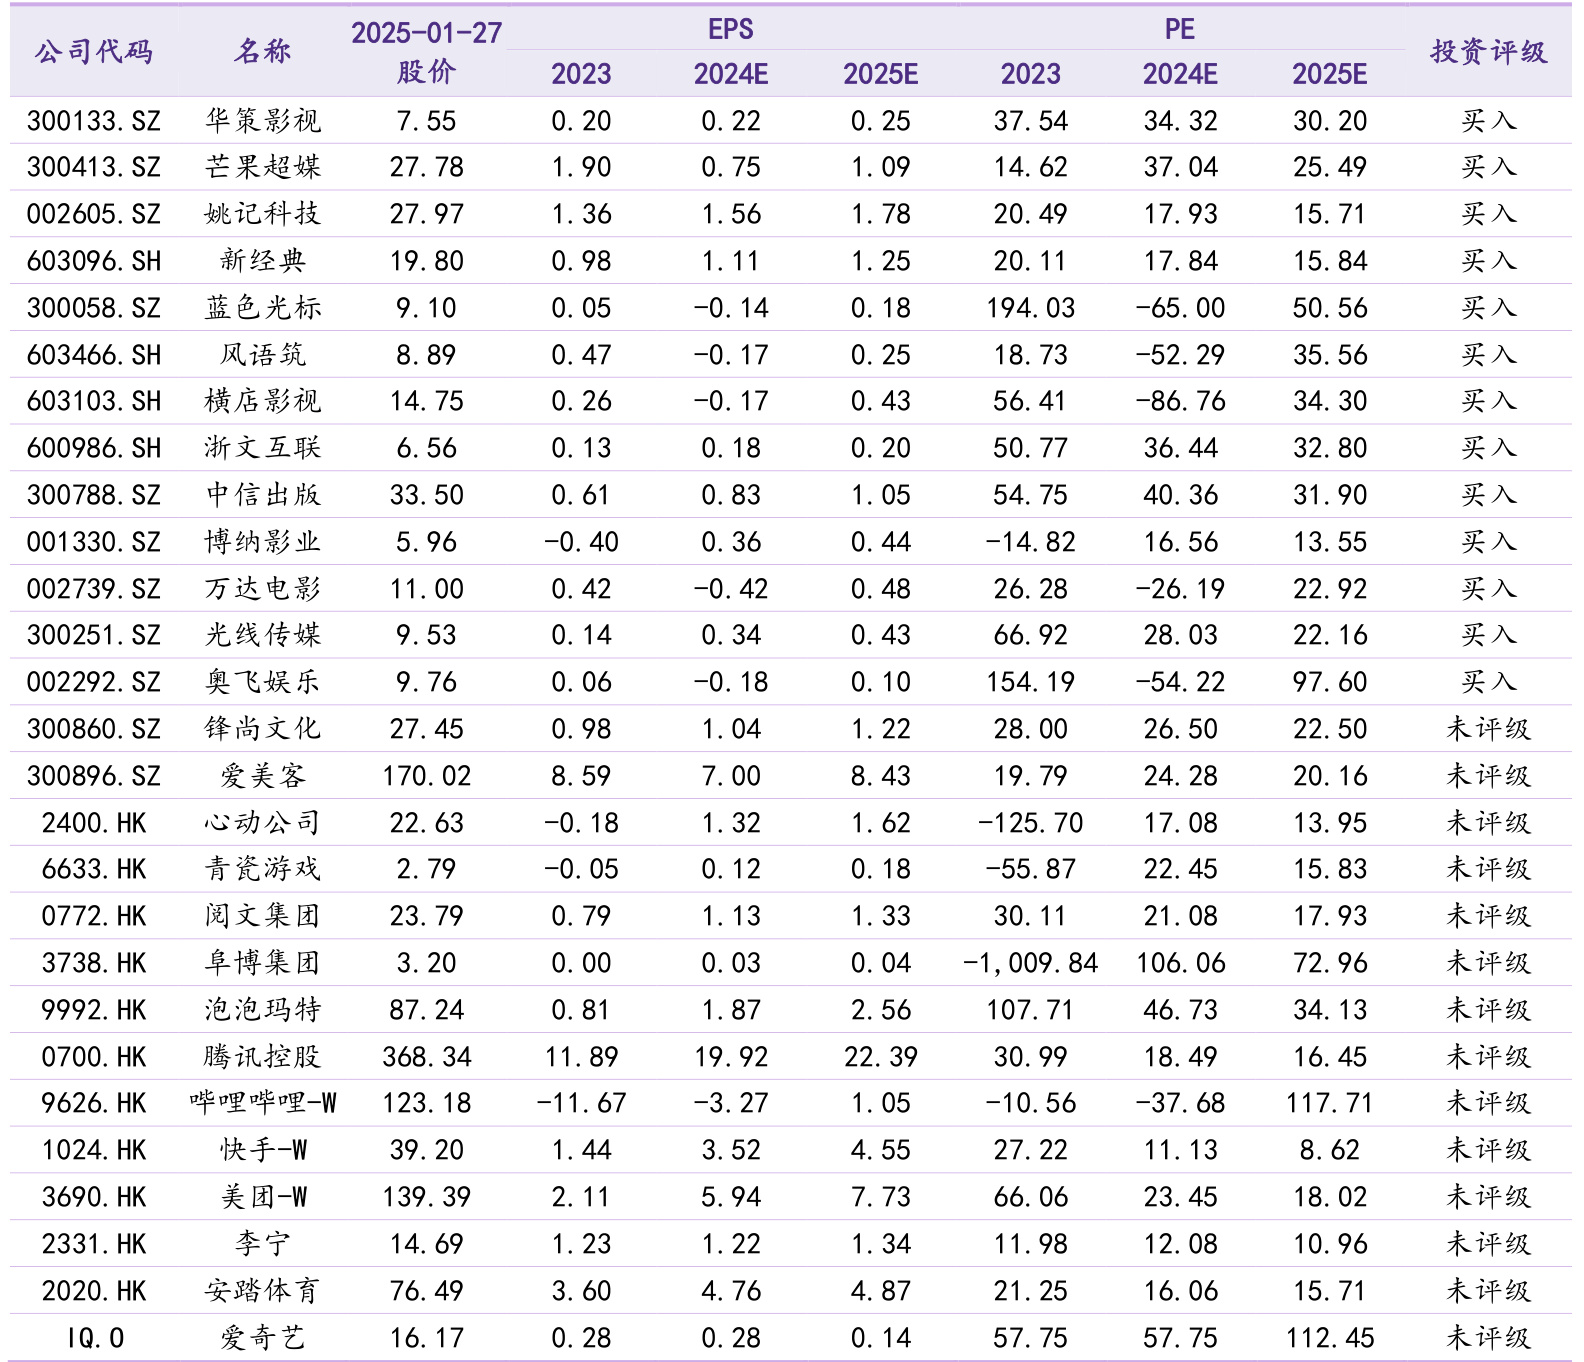 公司代码 名称 2025-01-27 股价 EPS PE 投资评级
2023 2024E 2025E 2023 2024E 2025E
300133.SZ 华策影视 7.55 0.20 0.22 0.25 37.54 34.32 30.20 买入
300413.SZ 芒果超媒 27.78 1.90 0.75 1.09 14.62 37.04 25.49 买入
002605.SZ 姚记科技 27.97 1.36 1.56 1.78 20.49 17.93 15.71 买入
603096.SH 新经典 19.80 0.98 1.11 1.25 20.11 17.84 15.84 买入
300058.SZ 蓝色光标 9.10 0.05 -0.14 0.18 194.03 -65.00 50.56 买入
603466.SH 风语筑 8.89 0.47 -0.17 0.25 18.73 -52.29 35.56 买入
603103.SH 横店影视 14.75 0.26 -0.17 0.43 56.41 -86.76 34.30 买入
600986.SH 浙文互联 6.56 0.13 0.18 0.20 50.77 36.44 32.80 买入
300788.SZ 中信出版 33.50 0.61 0.83 1.05 54.75 40.36 31.90 买入
001330.SZ 博纳影业 5.96 -0.40 0.36 0.44 -14.82 16.56 13.55 买入
002739.SZ 万达电影 11.00 0.42 -0.42 0.48 26.28 -26.19 22.92 买入
300251.SZ 光线传媒 9.53 0.14 0.34 0.43 66.92 28.03 22.16 买入
002292.SZ 奥飞娱乐 9.76 0.06 -0.18 0.10 154.19 -54.22 97.60 买入
300860.SZ 锋尚文化 27.45 0.98 1.04 1.22 28.00 26.50 22.50 未评级
300896.SZ 爱美客 170.02 8.59 7.00 8.43 19.79 24.28 20.16 未评级
2400.HK 心动公司 22.63 -0.18 1.32 1.62 -125.70 17.08 13.95 未评级
6633.HK 青瓷游戏 2.79 -0.05 0.12 0.18 -55.87 22.45 15.83 未评级
0772.HK 阅文集团 23.79 0.79 1.13 1.33 30.11 21.08 17.93 未评级
3738.HK 阜博集团 3.20 0.00 0.03 0.04 -1,009.84 106.06 72.96 未评级
9992.HK 泡泡玛特 87.24 0.81 1.87 2.56 107.71 46.73 34.13 未评级
0700.HK 腾讯控股 368.34 11.89 19.92 22.39 30.99 18.49 16.45 未评级
9626.HK 哔哩哔哩-W 123.18 -11.67 -3.27 1.05 -10.56 -37.68 117.71 未评级
1024.HK 快手-W 39.20 1.44 3.52 4.55 27.22 11.13 8.62 未评级
3690.HK 美团-W 139.39 2.11 5.94 7.73 66.06 23.45 18.02 未评级
2331.HK 李宁 14.69 1.23 1.22 1.34 11.98 12.08 10.96 未评级
2020.HK 安踏体育 76.49 3.60 4.76 4.87 21.25 16.06 15.71 未评级
IQ.O 爱奇艺 16.17 0.28 0.28 0.14 57.75 57.75 112.45 未评级